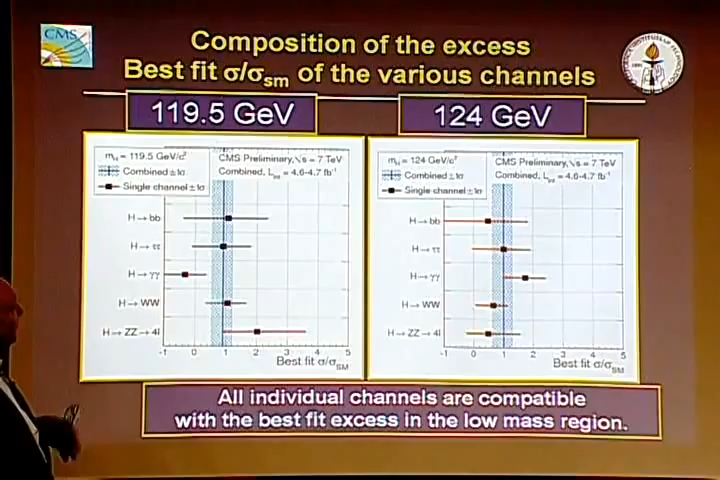 CMS
Composition of the excess
Best fit σ/σsm of the various channels
119.5 GeV
124 GeV
mH = 119.5 GeV/c²
Combined ±1σ
Single channel ±1σ
CMS Preliminary, √s = 7 TeV
Combined, Lint = 4.6-4.7 fb⁻¹
H→bb
H→ττ
H→γγ
H→WW
H→ZZ→4l
-1 0 1 2 3 4 5
Best fit σ/σSM
mH = 124 GeV/c²
Combined ±1σ
Single channel ±1σ
CMS Preliminary, √s = 7 TeV
Combined, Lint = 4.6-4.7 fb⁻¹
H→bb
H→ττ
H→γγ
H→WW
H→ZZ→4l
-1 0 1 2 3 4 5
Best fit σ/σSM
All individual channels are compatible
with the best fit excess in the low mass region.